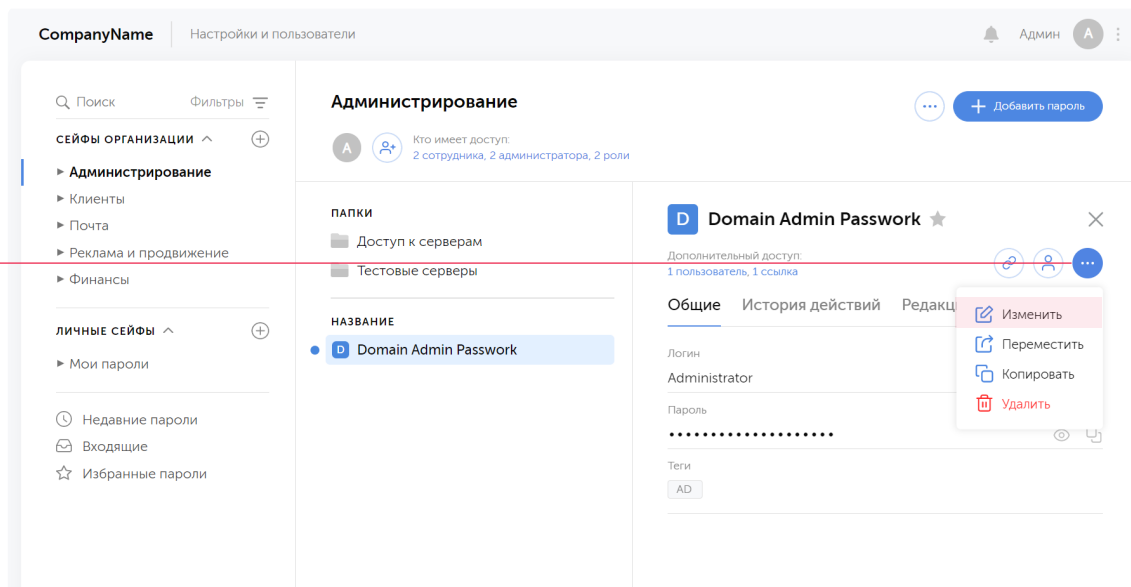 CompanyName
Настройки и пользователи
Админ
A
Поиск
Фильтры
СЕЙФЫ ОРГАНИЗАЦИИ
Администрирование
Клиенты
Почта
Реклама и продвижение
Финансы
ЛИЧНЫЕ СЕЙФЫ
Мои пароли
Недавние пароли
Входящие
Избранные пароли
Администрирование
Добавить пароль
A
Кто имеет доступ:
2 сотрудника, 2 администратора, 2 роли
ПАПКИ
Доступ к серверам
Тестовые серверы
НАЗВАНИЕ
D
Domain Admin Passwork
D
Domain Admin Passwork
Дополнительный доступ:
1 пользователь, 1 ссылка
Общие
История действий
Редакц
Изменить
Переместить
Копировать
Удалить
Логин
Administrator
Пароль
••••••••••••••••••••
Теги
AD